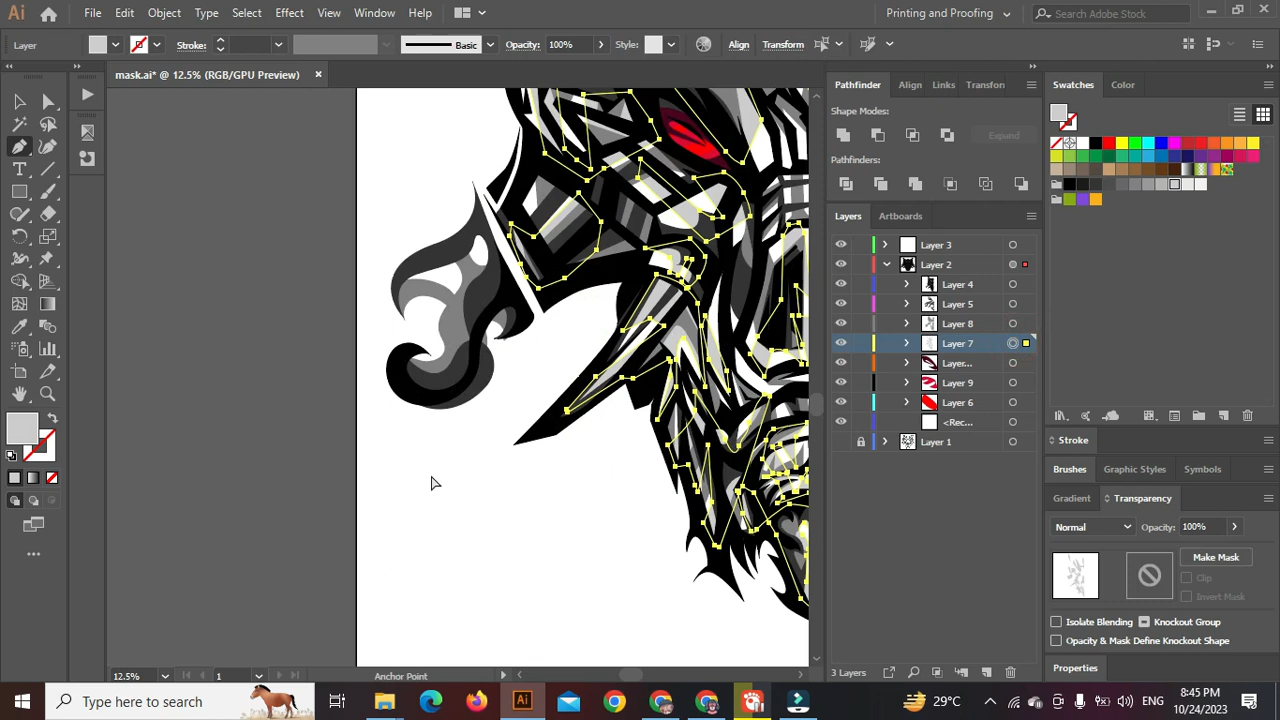 Ai
File
Edit
Object
Type
Select
Effect
View
Window
Help
Printing and Proofing
Search Adobe Stock
Layer
Stroke:
Basic
Opacity:
100%
Style:
Align
Transform
mask.ai* @ 12.5% (RGB/GPU Preview)
Pathfinder
Align
Links
Transfon
Swatches
Color
Shape Modes:
Expand
Pathfinders:
Layers
Artboards
Layer 3
Layer 2
Layer 4
Layer 5
Layer 8
Layer 7
Layer...
Layer 9
Layer 6
<Rec...
Layer 1
Stroke
Brushes
Graphic Styles
Symbols
Gradient
Transparency
Normal
Opacity:
100%
Make Mask
Clip
Invert Mask
Isolate Blending
Knockout Group
Opacity & Mask Define Knockout Shape
Properties
12.5%
1
Anchor Point
3 Layers
Type here to search
Ai
29°C
ENG
8:45 PM
10/24/2023